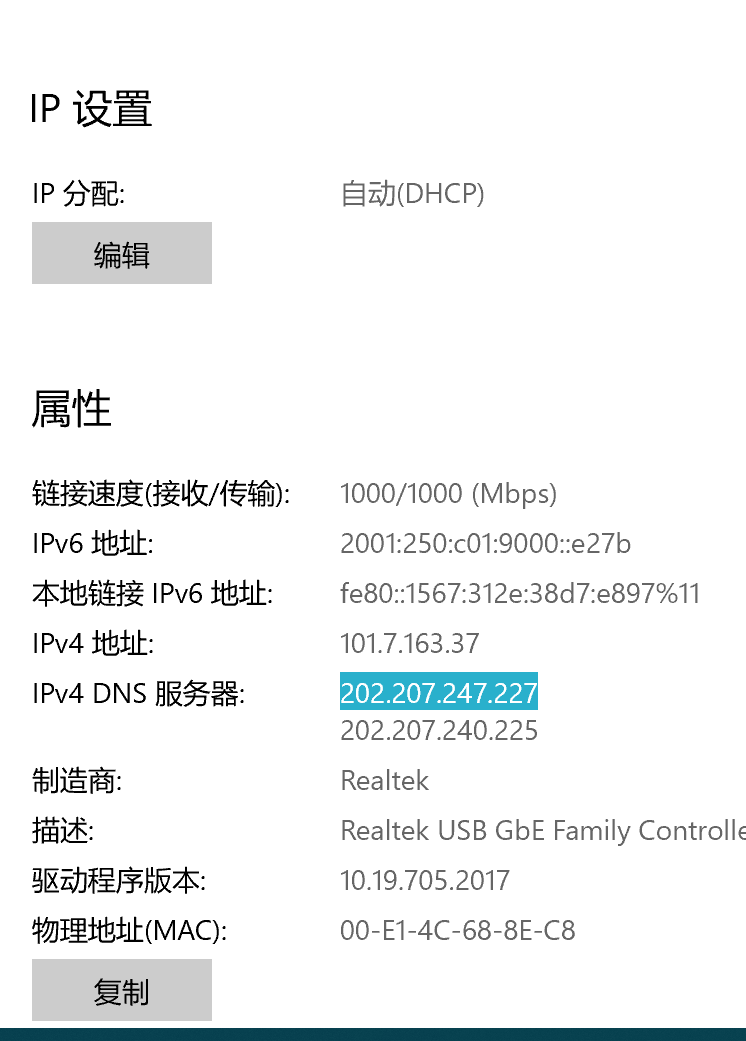 IP 设置
IP 分配: 自动(DHCP)
编辑
属性
链接速度(接收/传输): 1000/1000 (Mbps)
IPv6 地址: 2001:250:c01:9000::e27b
本地链接 IPv6 地址: fe80::1567:312e:38d7:e897%11
IPv4 地址: 101.7.163.37
IPv4 DNS 服务器: 202.207.247.227
202.207.240.225
制造商: Realtek
描述: Realtek USB GbE Family Controlle
驱动程序版本: 10.19.705.2017
物理地址(MAC): 00-E1-4C-68-8E-C8
复制